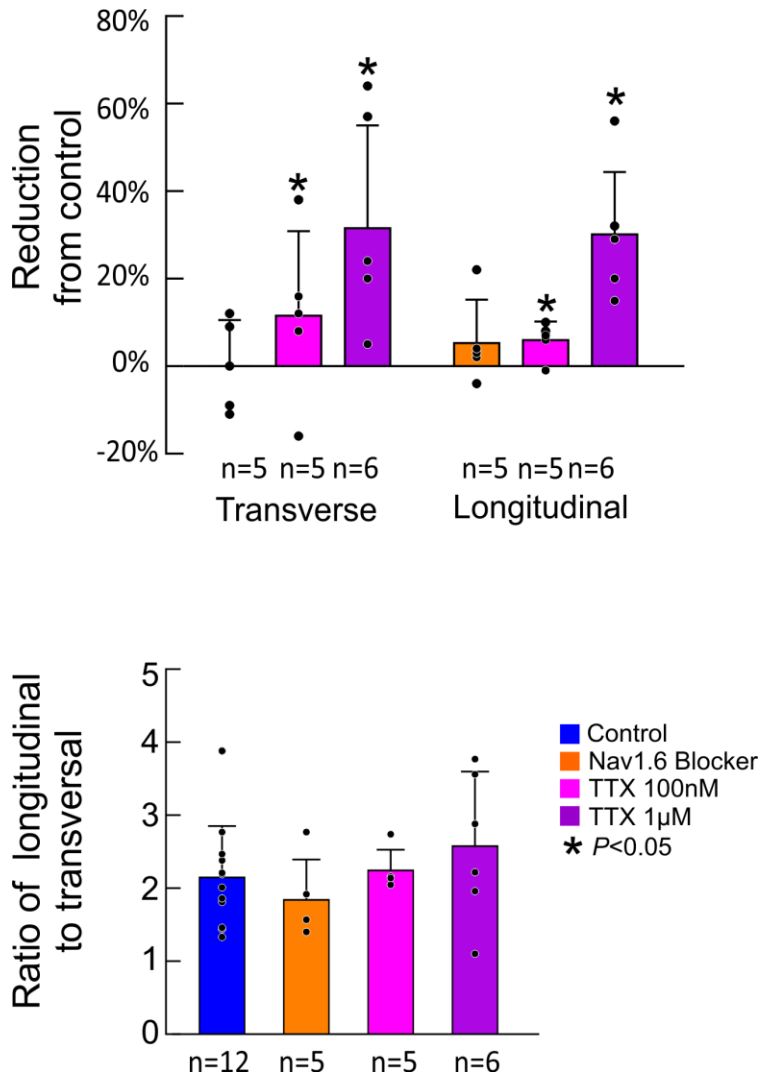 80%
60%
40%
20%
0%
-20%
Reduction
from control
*
*
*
*
n=5 n=5 n=6
n=5 n=5 n=6
Transverse
Longitudinal
5
4
3
2
1
0
Ratio of longitudinal
to transversal
Control
Nav1.6 Blocker
TTX 100nM
TTX 1µM
* P<0.05
n=12 n=5 n=5 n=6